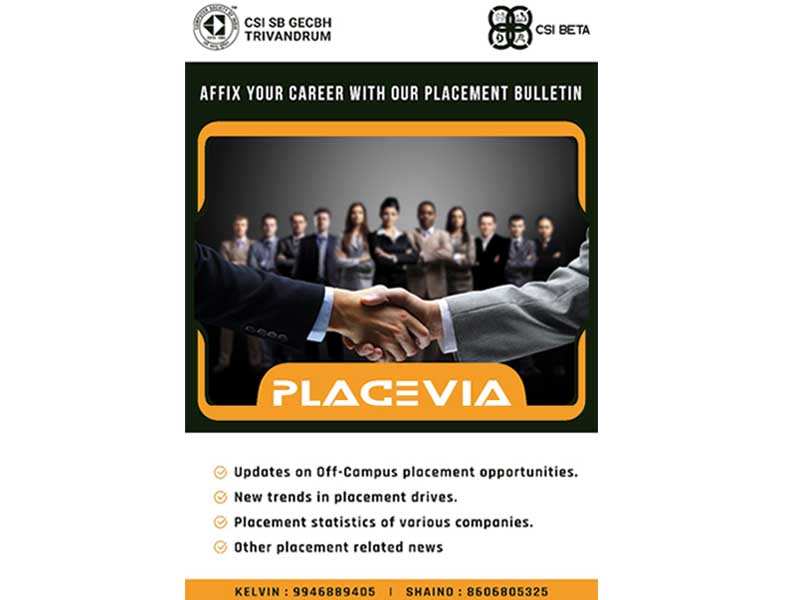 CSI SB GECBH
TRIVANDRUM
CSI BETA
AFFIX YOUR CAREER WITH OUR PLACEMENT BULLETIN
PLACEVIA
Updates on Off-Campus placement opportunities.
New trends in placement drives.
Placement statistics of various companies.
Other placement related news
KELVIN : 9946889405 | SHAINO : 8606805325